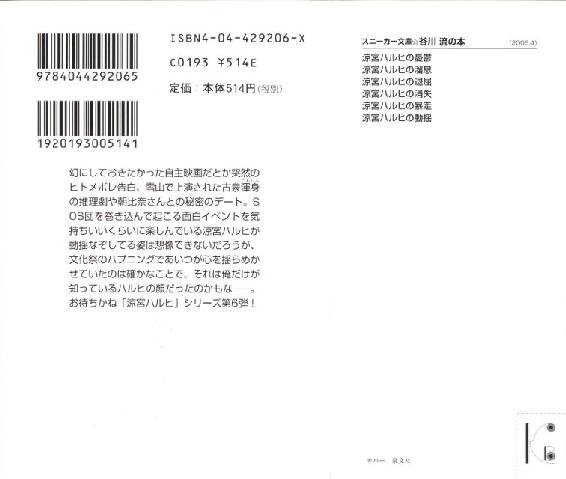 ISBN4-04-429206-X
C0193 ¥514E
定価：本体514円(税別)
9784044292065
1920193005141
幻にしておきたかった自主映画だとか突然の
ヒトメボレ告白、雪山で上演された古泉渾身
の推理劇や朝比奈さんとの秘密のデート。S
OS団を巻き込んで起こる面白イベントを気
持ちいいくらいに楽しんでいる涼宮ハルヒが
動揺なぞしてる姿は想像できないだろうが、
文化祭のハプニングであいつが心を揺らめか
せていたのは確かなことで、それは俺だけが
知っているハルヒの顔だったのかもな──。
お待ちかね「涼宮ハルヒ」シリーズ第6弾！
スニーカー文庫☆谷川 流の本
(2005.4)
涼宮ハルヒの憂鬱
涼宮ハルヒの溜息
涼宮ハルヒの退屈
涼宮ハルヒの消失
涼宮ハルヒの暴走
涼宮ハルヒの動揺
カバー